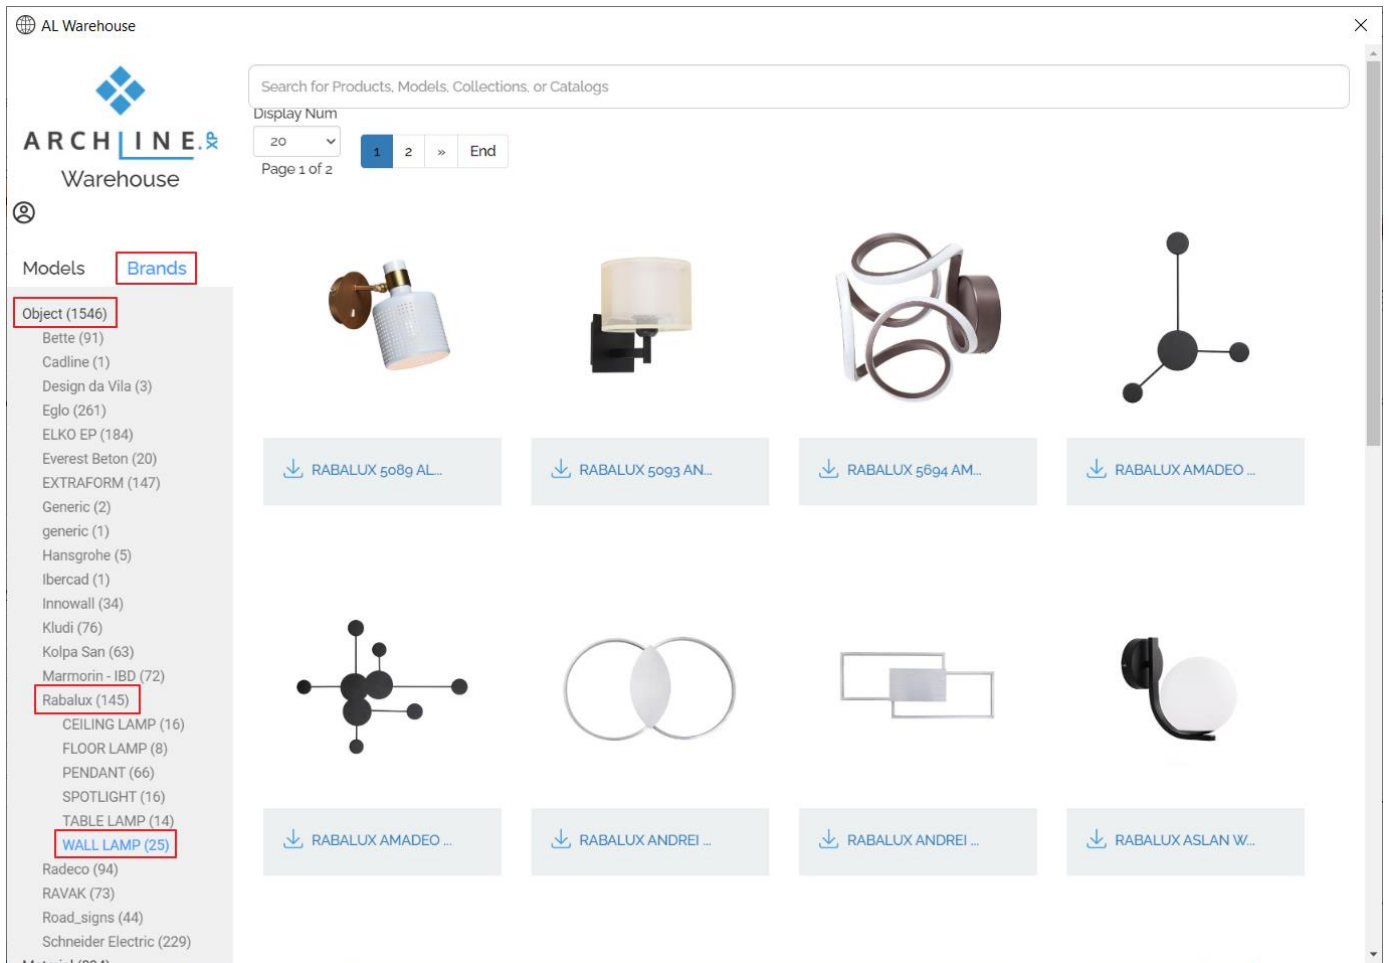 AL Warehouse
ARCHLINE.XP
Warehouse
Search for Products, Models, Collections, or Catalogs
Display Num
20
1 2 » End
Page 1 of 2
Models Brands
Object (1546)
Bette (91)
Cadline (1)
Design da Vila (3)
Eglo (261)
ELKO EP (184)
Everest Beton (20)
EXTRAFORM (147)
Generic (2)
generic (1)
Hansgrohe (5)
Ibercad (1)
Innowall (34)
Kludi (76)
Kolpa San (63)
Marmorin - IBD (72)
Rabalux (145)
CEILING LAMP (16)
FLOOR LAMP (8)
PENDANT (66)
SPOTLIGHT (16)
TABLE LAMP (14)
WALL LAMP (25)
Radeco (94)
RAVAK (73)
Road_signs (44)
Schneider Electric (229)
RABALUX 5089 AL...
RABALUX 5093 AN...
RABALUX 5694 AM...
RABALUX AMADEO ...
RABALUX AMADEO ...
RABALUX ANDREI ...
RABALUX ANDREI ...
RABALUX ASLAN W...